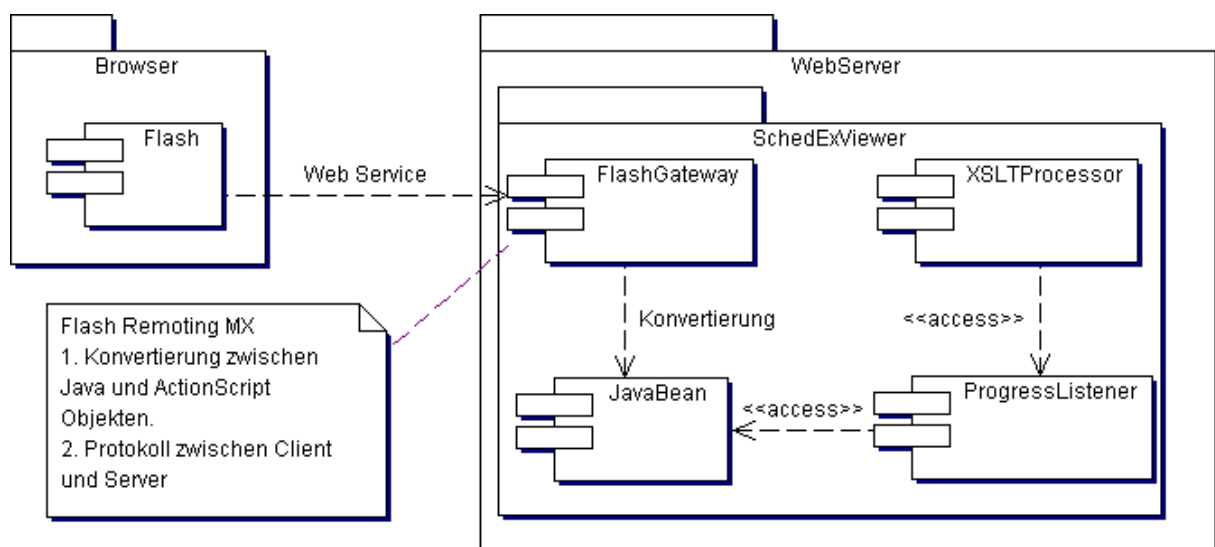 Browser
WebServer
Flash
SchedExViewer
Web Service
FlashGateway
XSLTProcessor
Flash Remoting MX
1. Konvertierung zwischen
Java und ActionScript
Objekten.
2. Protokoll zwischen Client
und Server
Konvertierung
<<access>>
JavaBean
<<access>>
ProgressListener